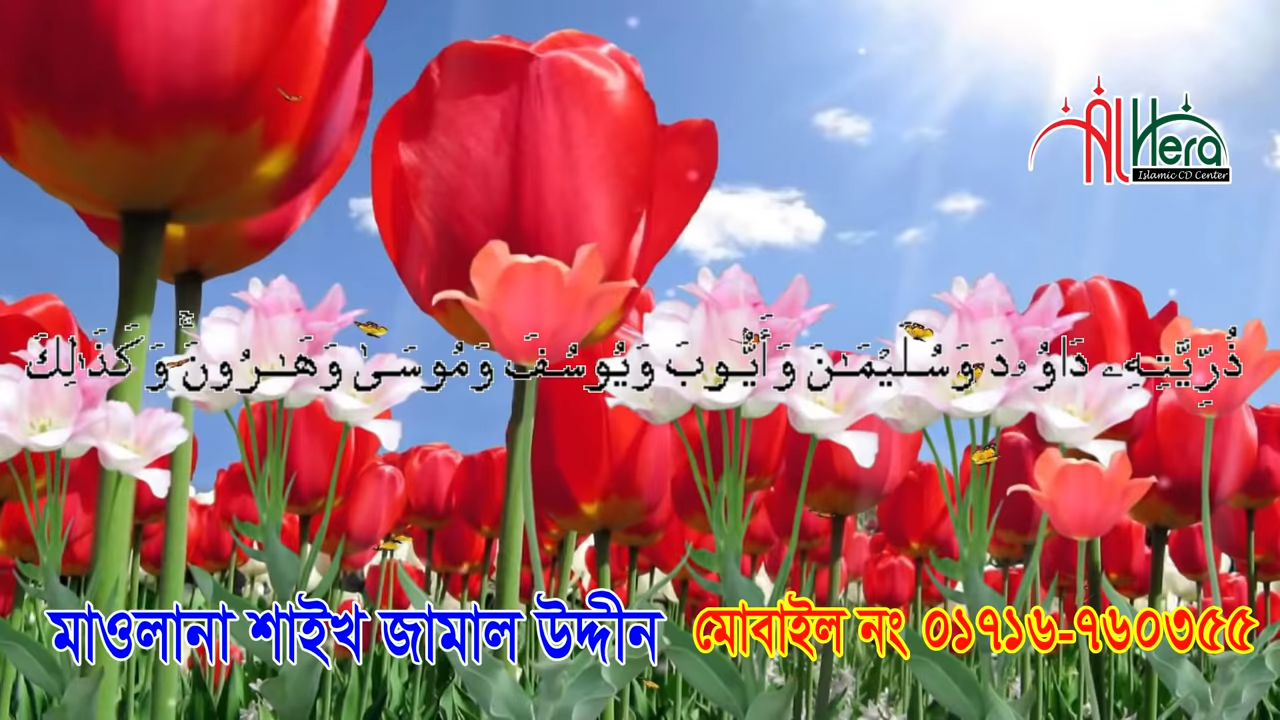 AL Hera
Islamic CD Center
ذُرِّيَّتِهِۦ دَاوُۥدَ وَسُلَيْمَـٰنَ وَأَيُّوبَ وَيُوسُفَ وَمُوسَىٰ وَهَـٰرُونَ ۚ وَكَذَٰلِكَ
মাওলানা শাইখ জামাল উদ্দীন মোবাইল নং ০১৭১৬-৭৬০৩৫৫